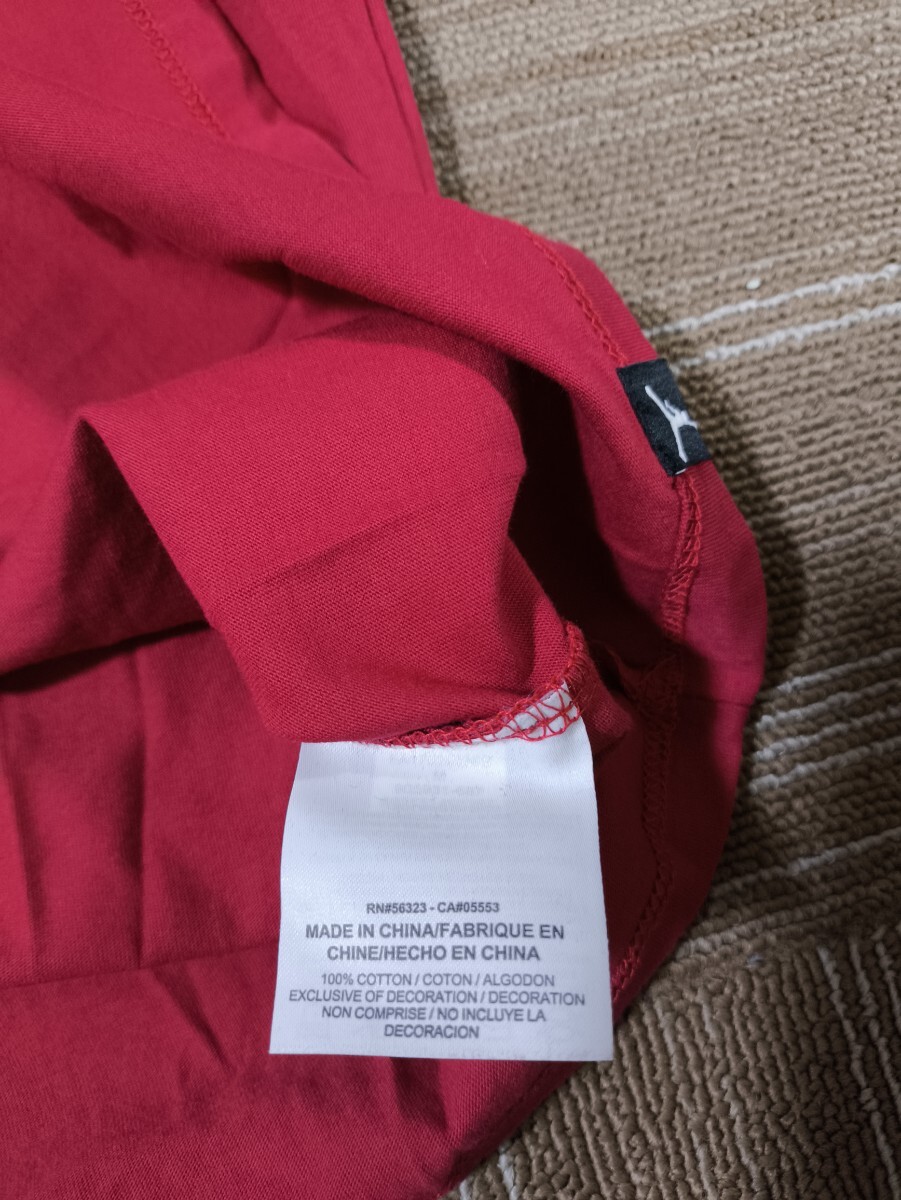 RN#56323 - CA#05553
MADE IN CHINA/FABRIQUE EN
CHINE/HECHO EN CHINA
100% COTTON / COTON / ALGODON
EXCLUSIVE OF DECORATION / DECORATION
NON COMPRISE / NO INCLUYE LA
DECORACION